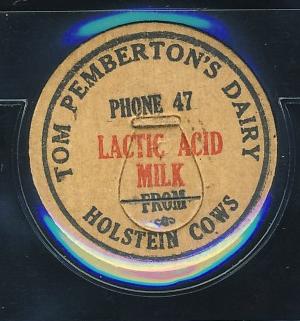 TOM PEMBERTON'S DAIRY
PHONE 47
LACTIC ACID
MILK
FROM
HOLSTEIN COWS